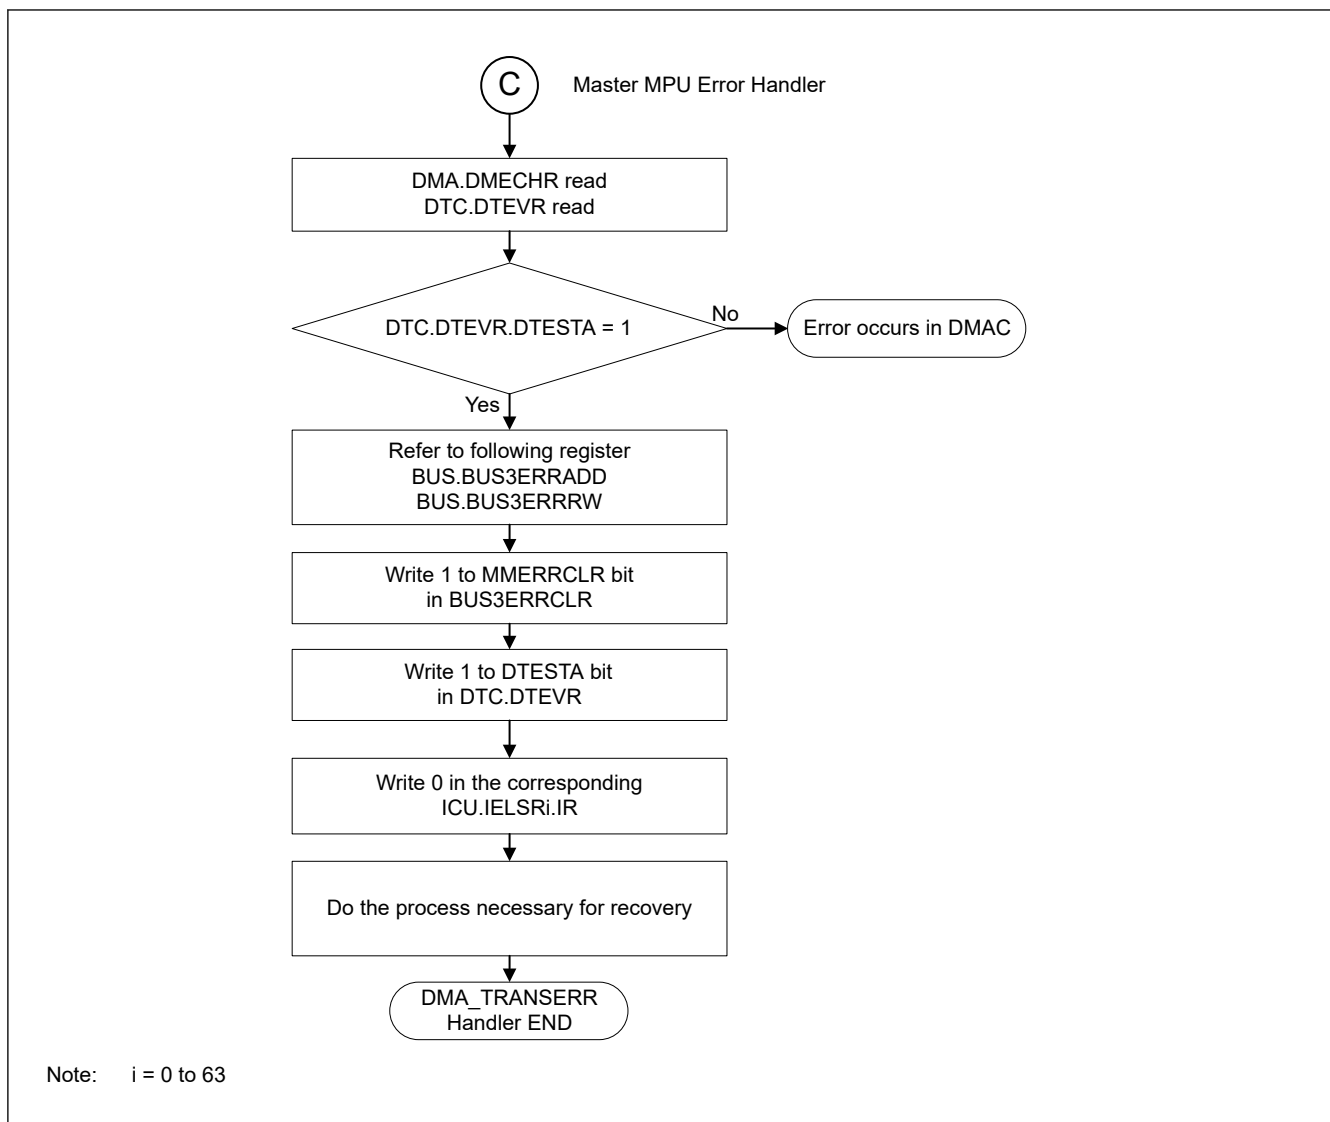 C
Master MPU Error Handler
DMA.DMECHR read
DTC.DTEVR read
DTC.DTEVR.DTESTA = 1
No
Error occurs in DMAC
Yes
Refer to following register
BUS.BUS3ERRADD
BUS.BUS3ERRRW
Write 1 to MMERRCLR bit
in BUS3ERRCLR
Write 1 to DTESTA bit
in DTC.DTEVR
Write 0 in the corresponding
ICU.IELSRi.IR
Do the process necessary for recovery
DMA_TRANSERR
Handler END
Note: i = 0 to 63